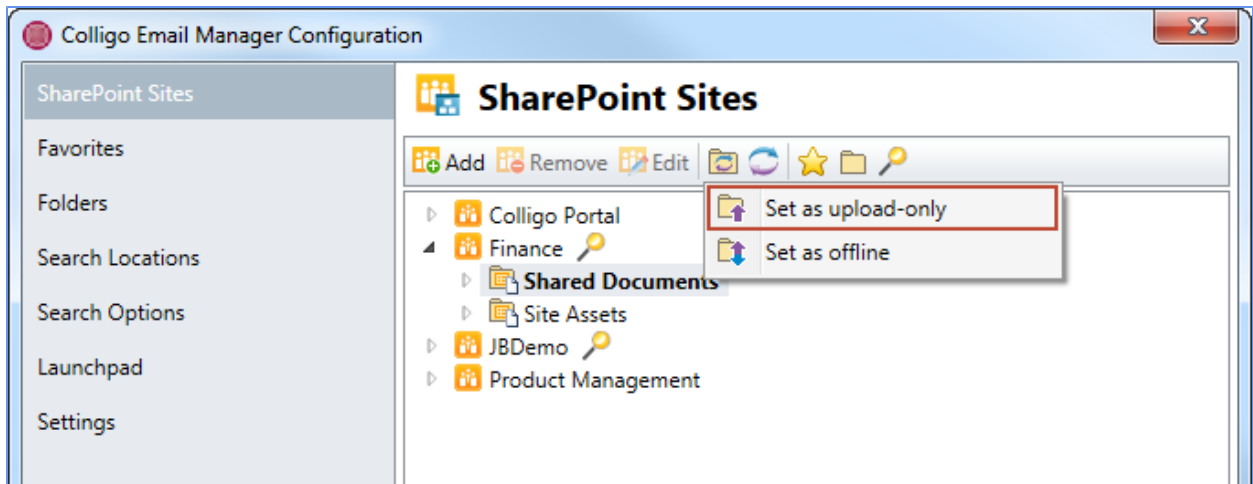 Colligo Email Manager Configuration
SharePoint Sites
Favorites
Folders
Search Locations
Search Options
Launchpad
Settings
SharePoint Sites
Add Remove Edit
Set as upload-only
Set as offline
Colligo Portal
Finance
Shared Documents
Site Assets
JBDemo
Product Management